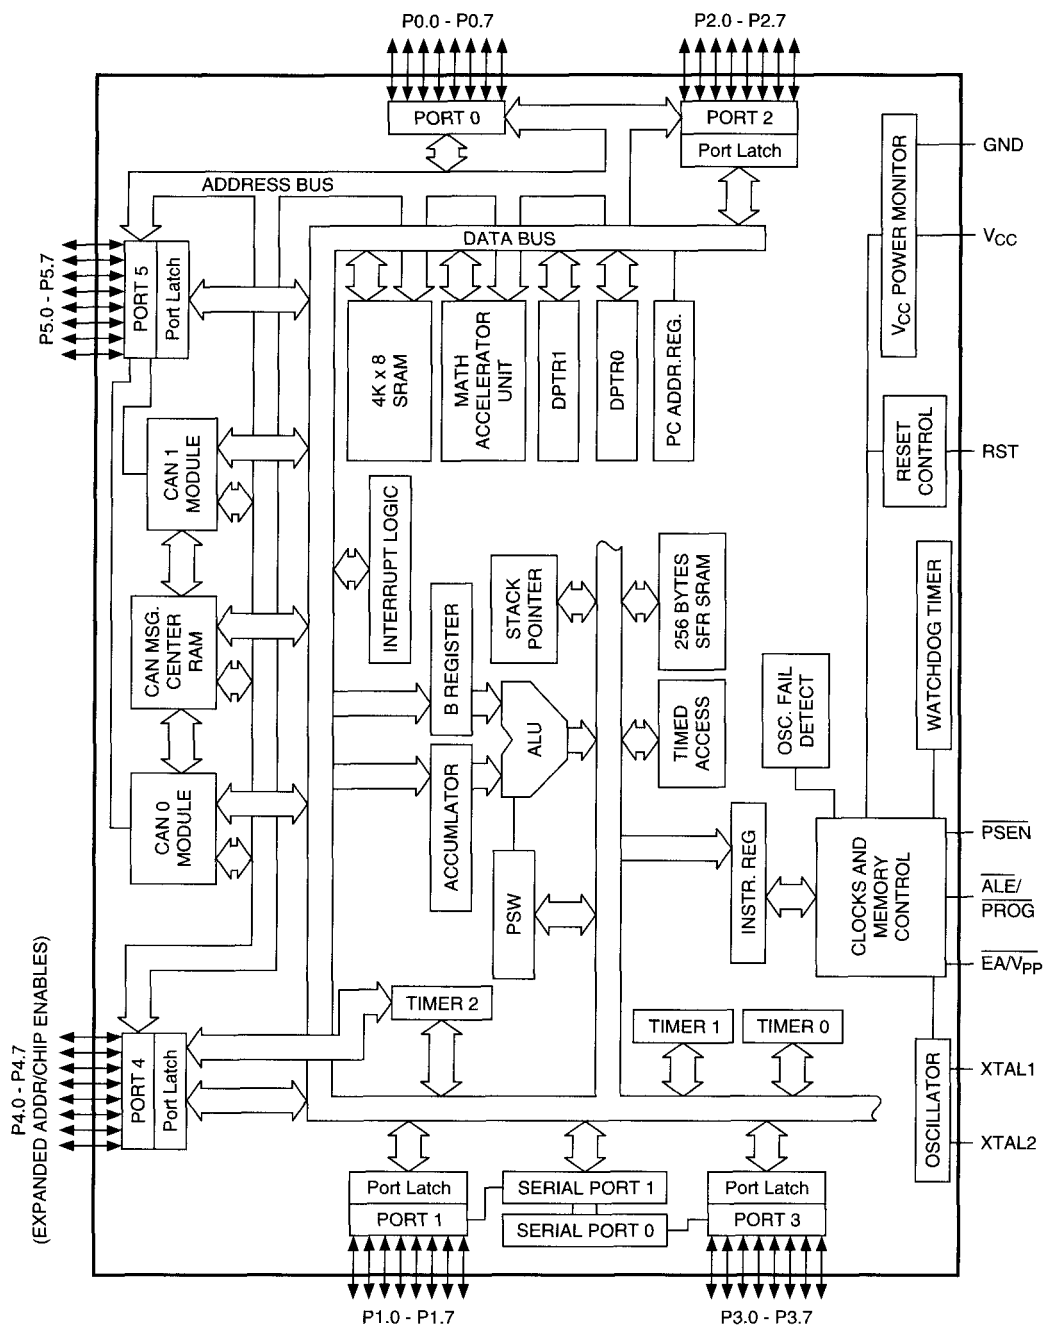 P0.0 - P0.7
P2.0 - P2.7
PORT 0
PORT 2
Port Latch
GND
VCC
VCC POWER MONITOR
ADDRESS BUS
DATA BUS
P5.0 - P5.7
PORT 5
Port Latch
4K x 8
SRAM
MATH
ACCELERATOR
UNIT
DPTR1
DPTR0
PC ADDR.REG.
RESET
CONTROL
RST
CAN 1
MODULE
INTERRUPT LOGIC
STACK
POINTER
256 BYTES
SFR SRAM
WATCHDOG TIMER
CAN MSG.
CENTER
RAM
B REGISTER
ALU
TIMED
ACCESS
OSC. FAIL
DETECT
CAN 0
MODULE
ACCUMLATOR
PSW
INSTR. REG
CLOCKS AND
MEMORY
CONTROL
PSEN
ALE/
PROG
EA/VPP
P4.0 - P4.7
(EXPANDED ADDR/CHIP ENABLES)
PORT 4
Port Latch
TIMER 2
TIMER 1
TIMER 0
OSCILLATOR
XTAL1
XTAL2
Port Latch
PORT 1
SERIAL PORT 1
SERIAL PORT 0
Port Latch
PORT 3
P1.0 - P1.7
P3.0 - P3.7